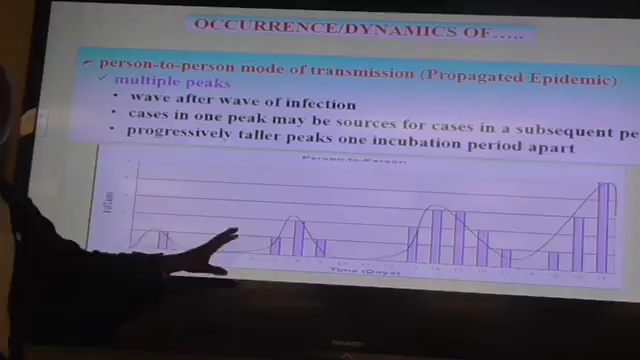 OCCURRENCE/DYNAMICS OF.....
person-to-person mode of transmission (Propagated Epidemic)
multiple peaks
wave after wave of infection
cases in one peak may be sources for cases in a subsequent pe
progressively taller peaks one incubation period apart
Person-to-Person
Time (Days)
SHARP